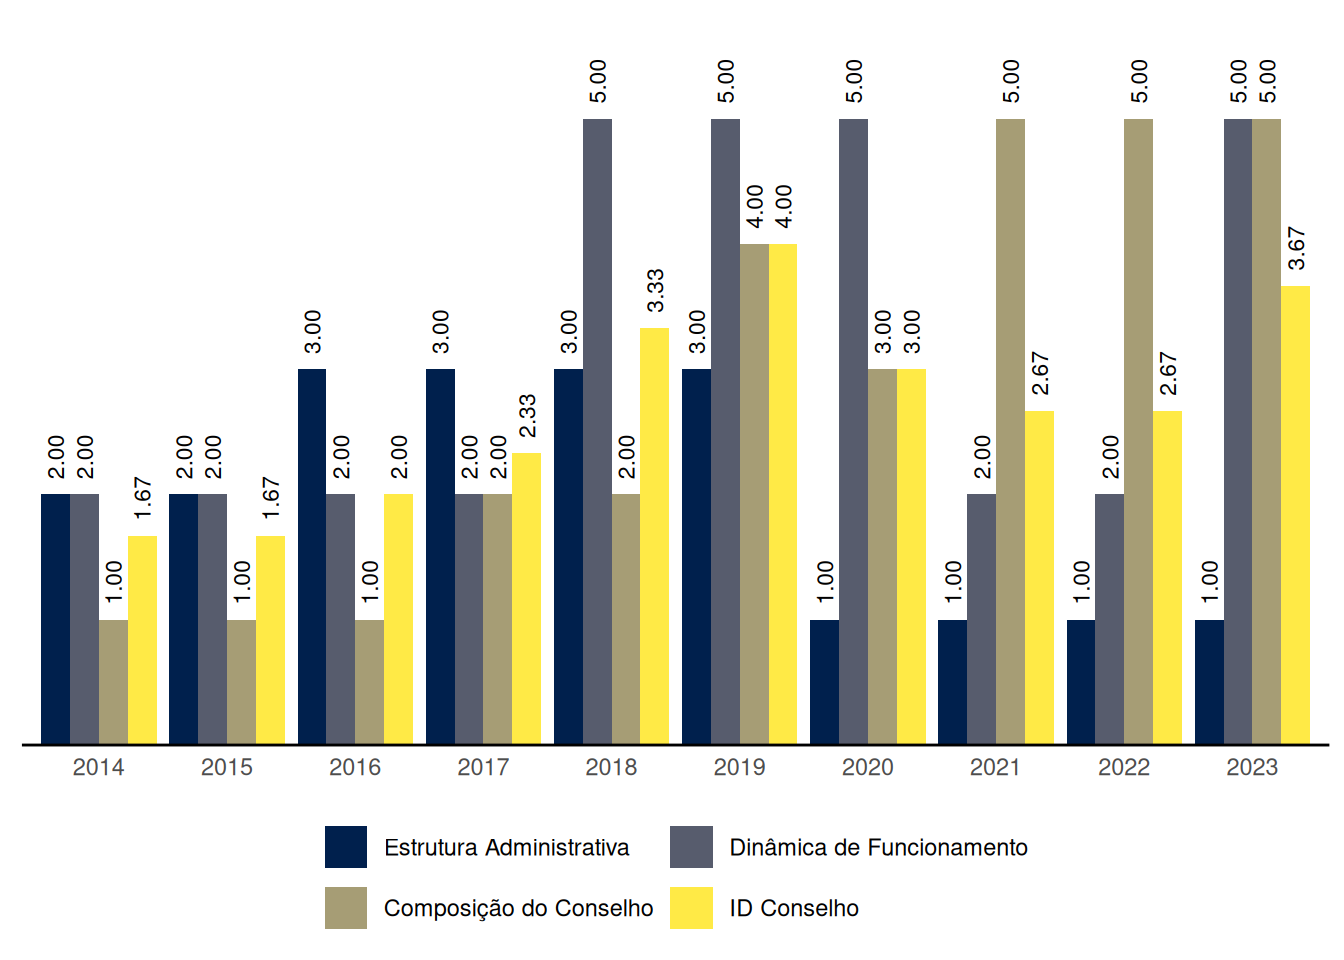 2.00 2.00 1.00 1.67 2.00 2.00 1.00 1.67 3.00 2.00 1.00 2.00 3.00 2.00 2.00 2.33 3.00 5.00 2.00 3.33 3.00 5.00 4.00 4.00 1.00 5.00 3.00 3.00 1.00 2.00 5.00 2.67 1.00 2.00 5.00 2.67 1.00 5.00 5.00 3.67
2014 2015 2016 2017 2018 2019 2020 2021 2022 2023
Estrutura Administrativa Dinâmica de Funcionamento
Composição do Conselho ID Conselho